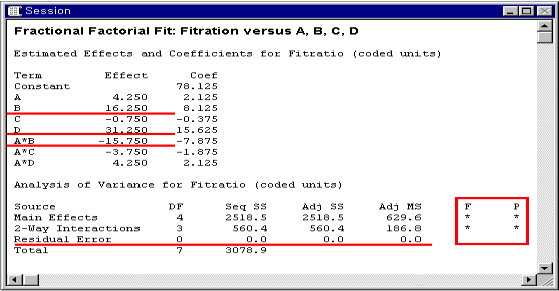 Session
Fractional Factorial Fit: Fitration versus A, B, C, D
Estimated Effects and Coefficients for Fitratio (coded units)
Term Effect Coef
Constant 78.125
A 4.250 2.125
B 16.250 8.125
C -0.750 -0.375
D 31.250 15.625
A*B -15.750 -7.875
A*C -3.750 -1.875
A*D 4.250 2.125
Analysis of Variance for Fitratio (coded units)
Source DF Seq SS Adj SS Adj MS F P
Main Effects 4 2518.5 2518.5 629.6 * *
2-Way Interactions 3 560.4 560.4 186.8 * *
Residual Error 0 0.0 0.0 0.0
Total 7 3078.9